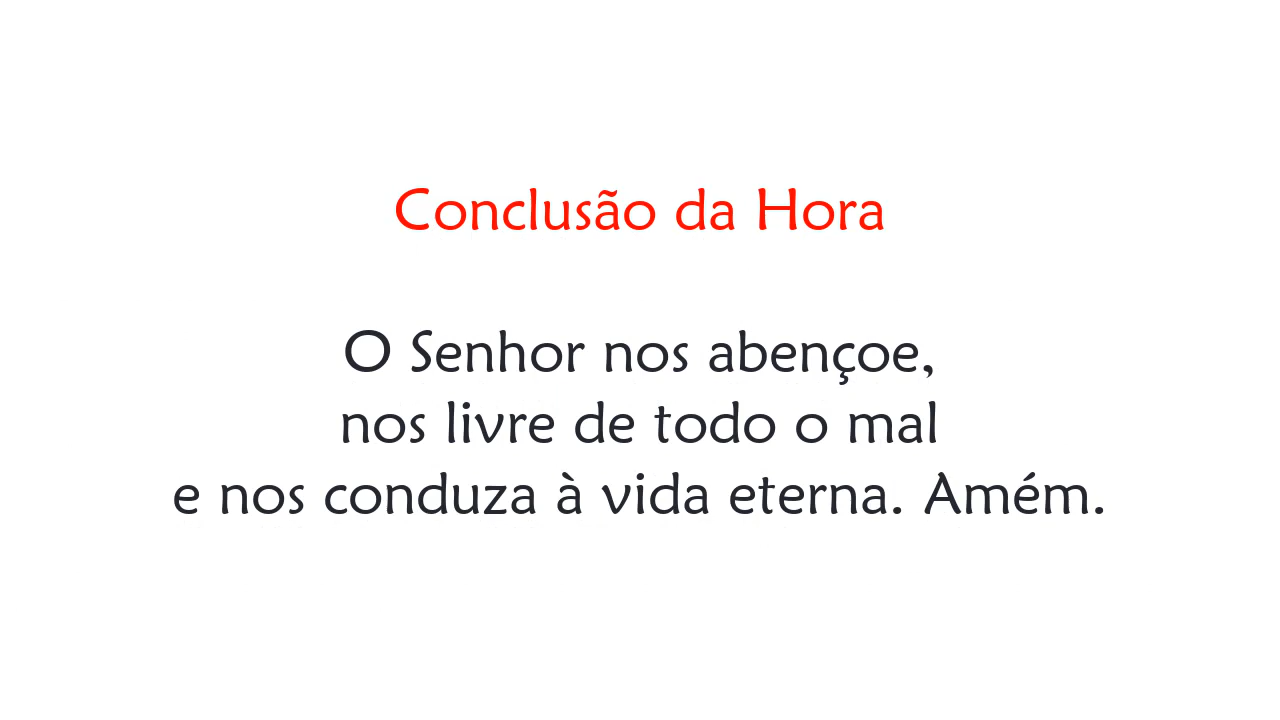 Conclusão da Hora
O Senhor nos abençoe,
nos livre de todo o mal
e nos conduza à vida eterna. Amém.